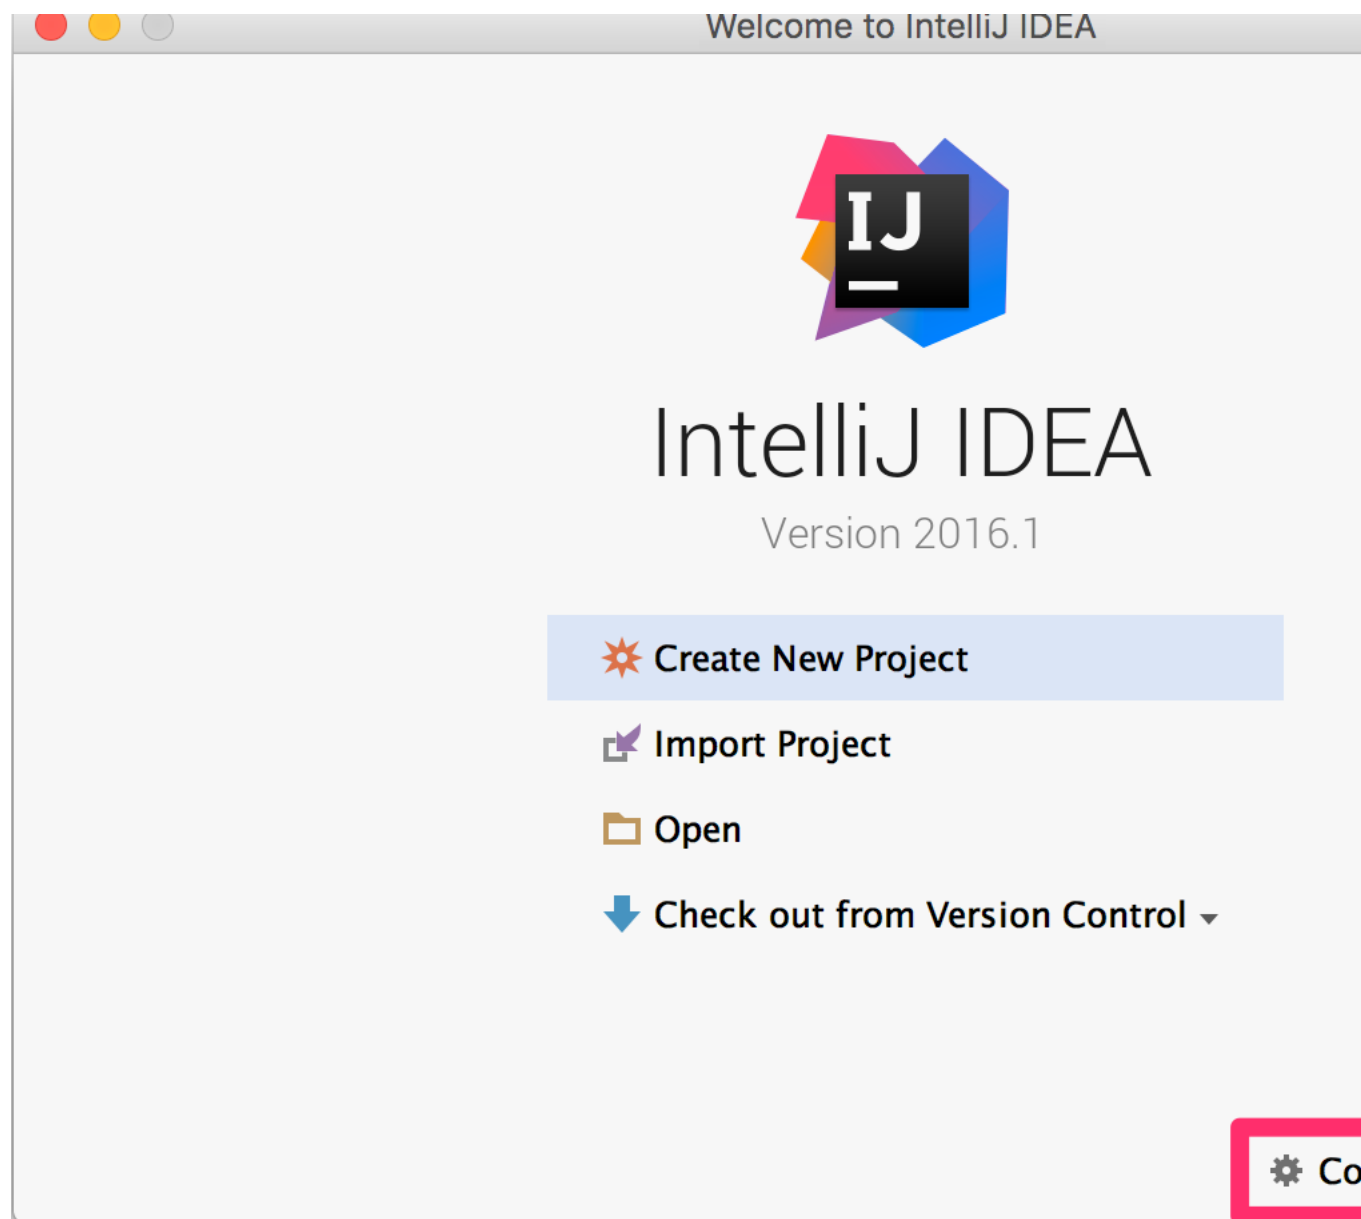 Welcome to IntelliJ IDEA
IJ
IntelliJ IDEA
Version 2016.1
Create New Project
Import Project
Open
Check out from Version Control
Co